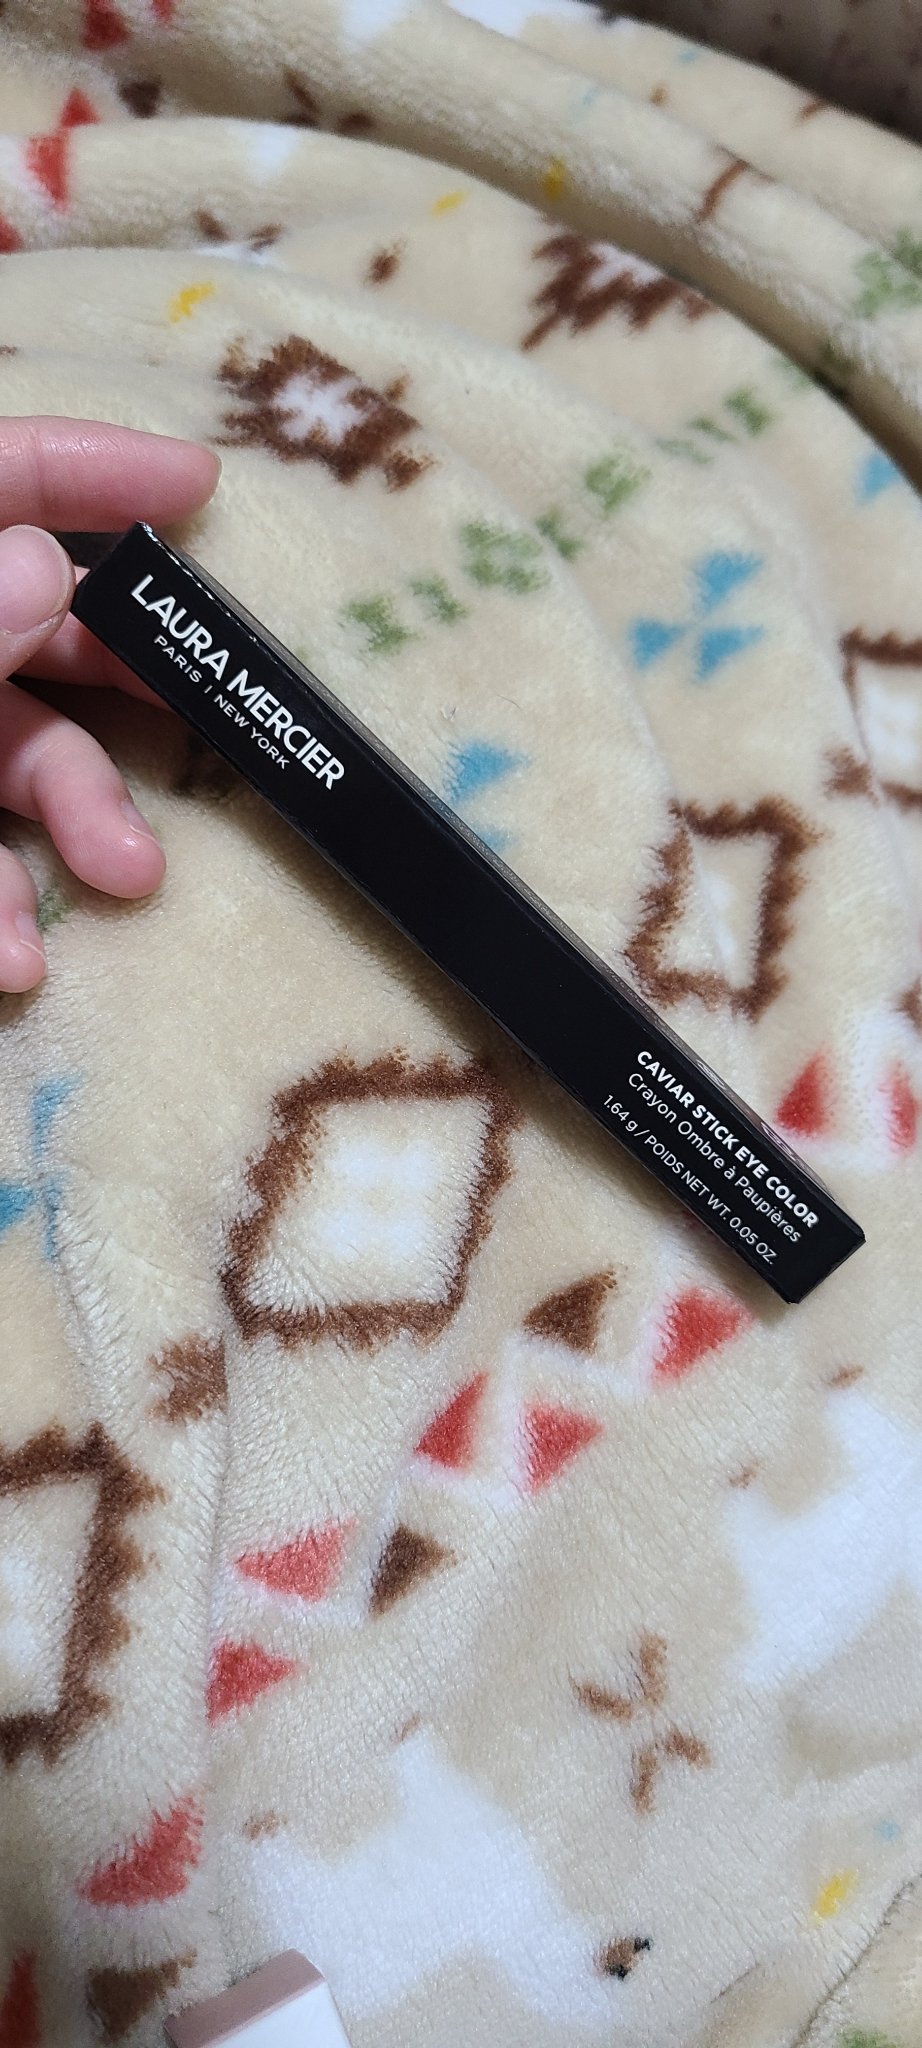 LAURA MERCIER
PARIS | NEW YORK
CAVIAR STICK EYE COLOR
Crayon Ombre à Paupières
1.64 g / POIDS NET WT. 0.05 OZ.